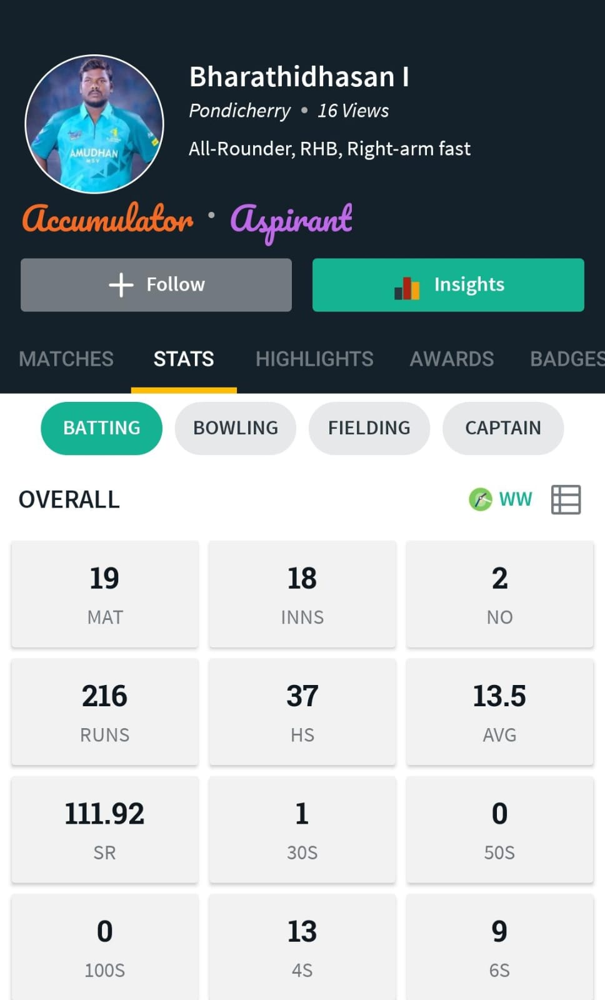 Bharathidhasan I
Pondicherry • 16 Views
All-Rounder, RHB, Right-arm fast
AMUDHAN
MSV
Accumulator • Aspirant
+ Follow
Insights
MATCHES STATS HIGHLIGHTS AWARDS BADGES
BATTING BOWLING FIELDING CAPTAIN
OVERALL WW
19 18 2
MAT INNS NO
216 37 13.5
RUNS HS AVG
111.92 1 0
SR 30S 50S
0 13 9
100S 4S 6S